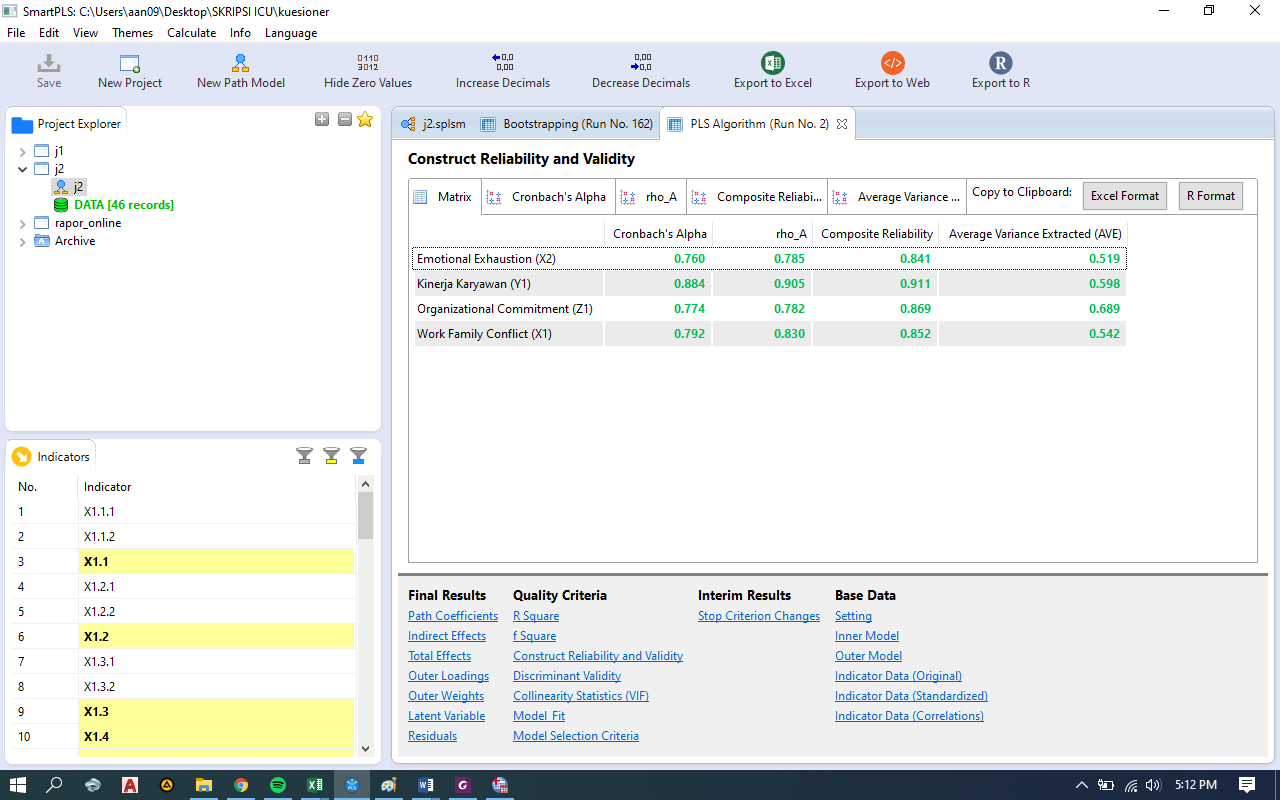 SmartPLS: C:\Users\aan09\Desktop\SKRIPSI ICU\kuesioner
File Edit View Themes Calculate Info Language
Save New Project New Path Model Hide Zero Values Increase Decimals Decrease Decimals Export to Excel Export to Web Export to R
Project Explorer
j1
j2
j2
DATA [46 records]
rapor_online
Archive
Indicators
No. Indicator
1 X1.1.1
2 X1.1.2
3 X1.1
4 X1.2.1
5 X1.2.2
6 X1.2
7 X1.3.1
8 X1.3.2
9 X1.3
10 X1.4
j2.splsm Bootstrapping (Run No. 162) PLS Algorithm (Run No. 2)
Construct Reliability and Validity
Matrix Cronbach's Alpha rho_A Composite Reliabi... Average Variance ... Copy to Clipboard: Excel Format R Format
Cronbach's Alpha rho_A Composite Reliability Average Variance Extracted (AVE)
Emotional Exhaustion (X2) 0.760 0.785 0.841 0.519
Kinerja Karyawan (Y1) 0.884 0.905 0.911 0.598
Organizational Commitment (Z1) 0.774 0.782 0.869 0.689
Work Family Conflict (X1) 0.792 0.830 0.852 0.542
Final Results Quality Criteria Interim Results Base Data
Path Coefficients R Square Stop Criterion Changes Setting
Indirect Effects f Square Inner Model
Total Effects Construct Reliability and Validity Outer Model
Outer Loadings Discriminant Validity Indicator Data (Original)
Outer Weights Collinearity Statistics (VIF) Indicator Data (Standardized)
Latent Variable Model_Fit Indicator Data (Correlations)
Residuals Model Selection Criteria
5:12 PM